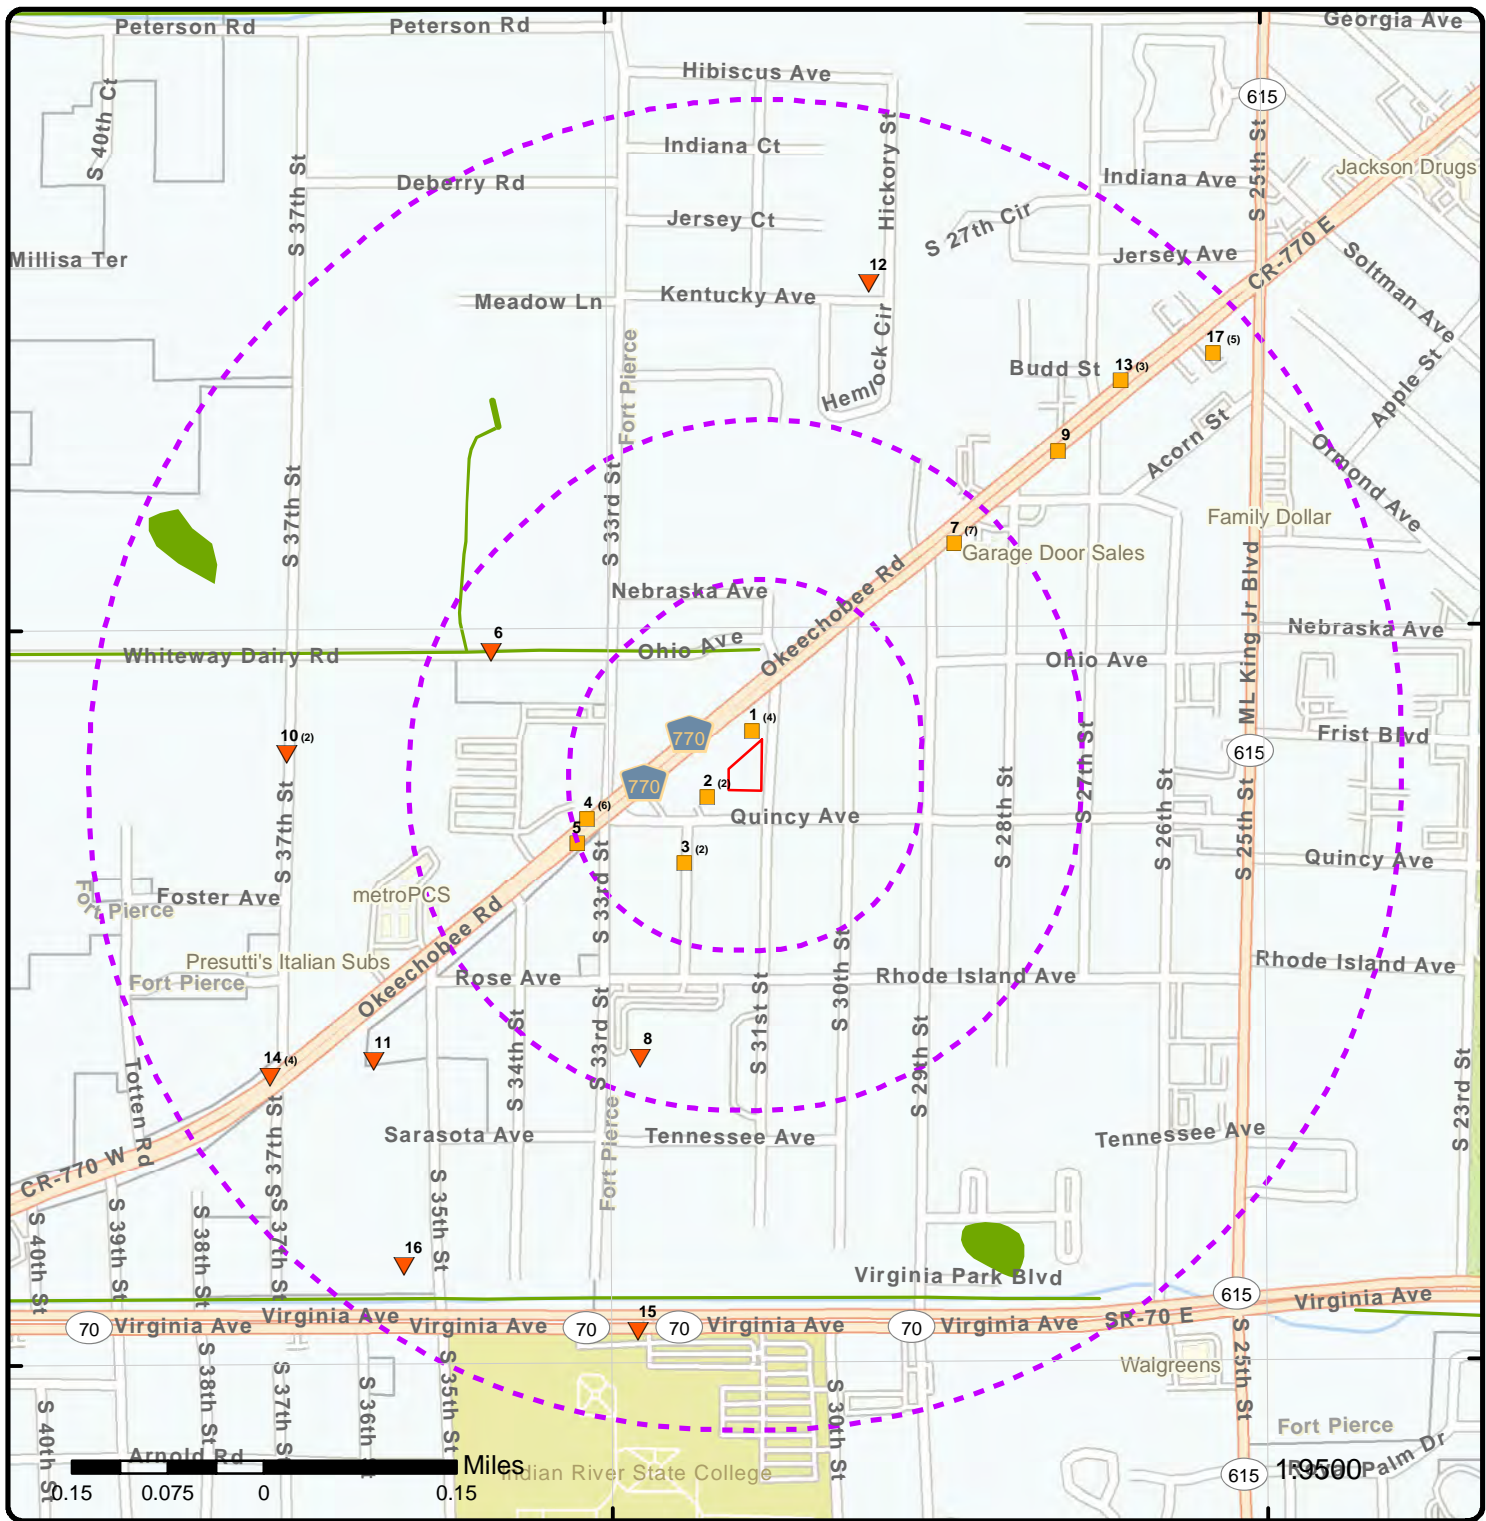 Peterson Rd
Peterson Rd
Georgia Ave
Hibiscus Ave
S 40th Ct
615
Indiana Ct
Hickory St
S 25th St
Jackson Drugs
S 37th St
Deberry Rd
Indiana Ave
Jersey Ct
S 27th Cir
CR-770 E
Millisa Ter
Jersey Ave
Soltman Ave
12
Meadow Ln
Kentucky Ave
Hemlock Cir
Fort Pierce
17 (5)
Budd St
13 (3)
Apple St
9
Acorn St
Ormond Ave
S 37th St
S 33rd St
Family Dollar
7 (7)
Garage Door Sales
Nebraska Ave
Okeechobee Rd
ML King Jr Blvd
Nebraska Ave
6
Whiteway Dairy Rd
Ohio Ave
Ohio Ave
1 (4)
770
10 (2)
Frist Blvd
615
770
2 (2)
4 (6)
5
Quincy Ave
S 37th St
S 28th St
S 27th St
S 26th St
S 25th St
3 (2)
Quincy Ave
metroPCS
Foster Ave
Fort Pierce
S 33rd St
Okeechobee Rd
Presutti's Italian Subs
Fort Pierce
Rose Ave
Rhode Island Ave
Rhode Island Ave
S 30th St
S 31st St
8
11
14 (4)
S 34th St
S 33rd St
S 29th St
S 23rd St
Totten Rd
S 37th St
Sarasota Ave
Fort Pierce
Tennessee Ave
Tennessee Ave
CR-770 W
S 40th St
S 39th St
S 38th St
S 37th St
S 35th St
16
Virginia Park Blvd
615
Virginia Ave
15
70
Virginia Ave
Virginia Ave
Virginia Ave
70
70
Virginia Ave
70
Virginia Ave
SR-70 E
Walgreens
S 40th St
S 38th St
S 37th St
S 36th St
S 35th St
S 30th St
S 25th St
Fort Pierce
Arnold Rd
Miles
Indian River State College
615
1:9500
Palm Dr
0.15
0.075
0
0.15